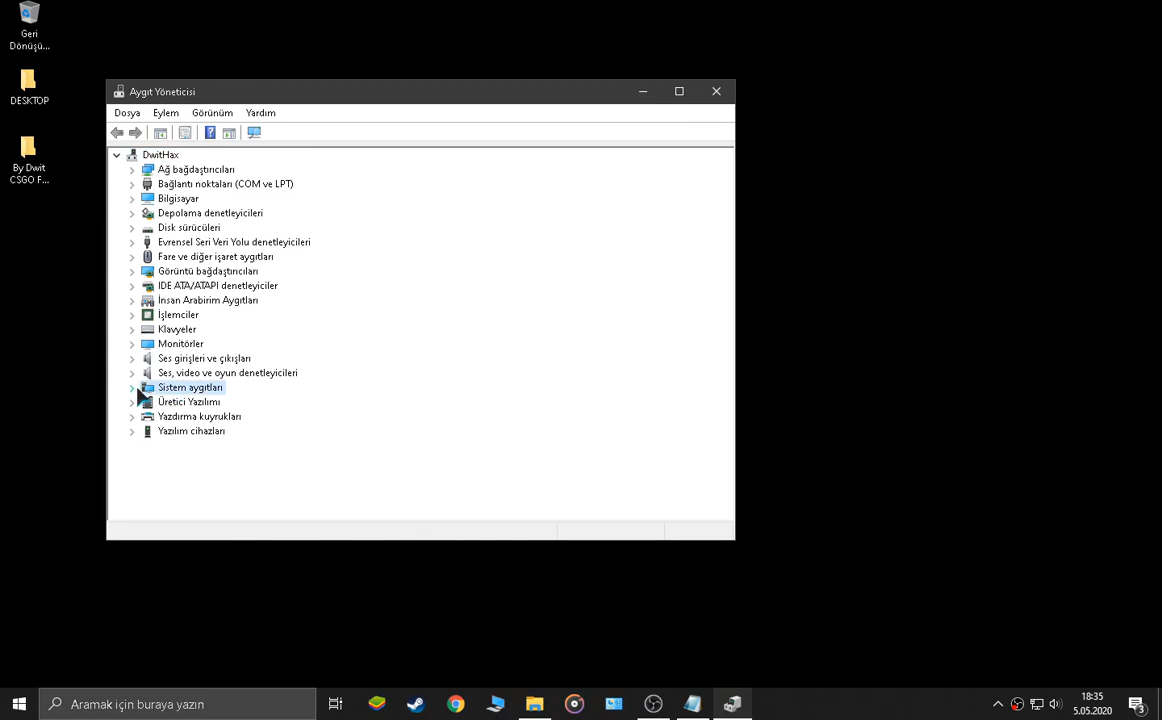 Geri
Dönüşü...
DESKTOP
By Dwit
CSGO F...
Aygıt Yöneticisi
Dosya Eylem Görünüm Yardım
DwitHax
Ağ bağdaştırıcıları
Bağlantı noktaları (COM ve LPT)
Bilgisayar
Depolama denetleyicileri
Disk sürücüleri
Evrensel Seri Veri Yolu denetleyicileri
Fare ve diğer işaret aygıtları
Görüntü bağdaştırıcıları
IDE ATA/ATAPI denetleyiciler
İnsan Arabirim Aygıtları
İşlemciler
Klavyeler
Monitörler
Ses girişleri ve çıkışları
Ses, video ve oyun denetleyicileri
Sistem aygıtları
Üretici Yazılımı
Yazdırma kuyrukları
Yazılım cihazları
Aramak için buraya yazın
18:35
5.05.2020
3